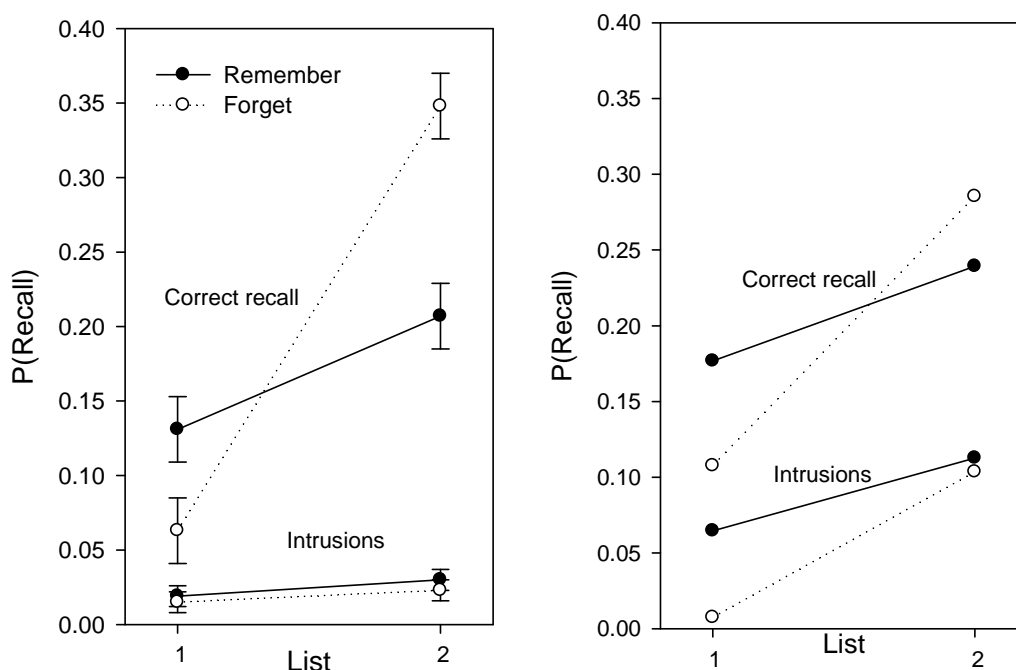 0.40
0.35
0.30
0.25
0.20
0.15
0.10
0.05
0.00
P(Recall)
Remember
Forget
Correct recall
Intrusions
1
2
List
0.40
0.35
0.30
0.25
0.20
0.15
0.10
0.05
0.00
P(Recall)
Correct recall
Intrusions
1
2
List